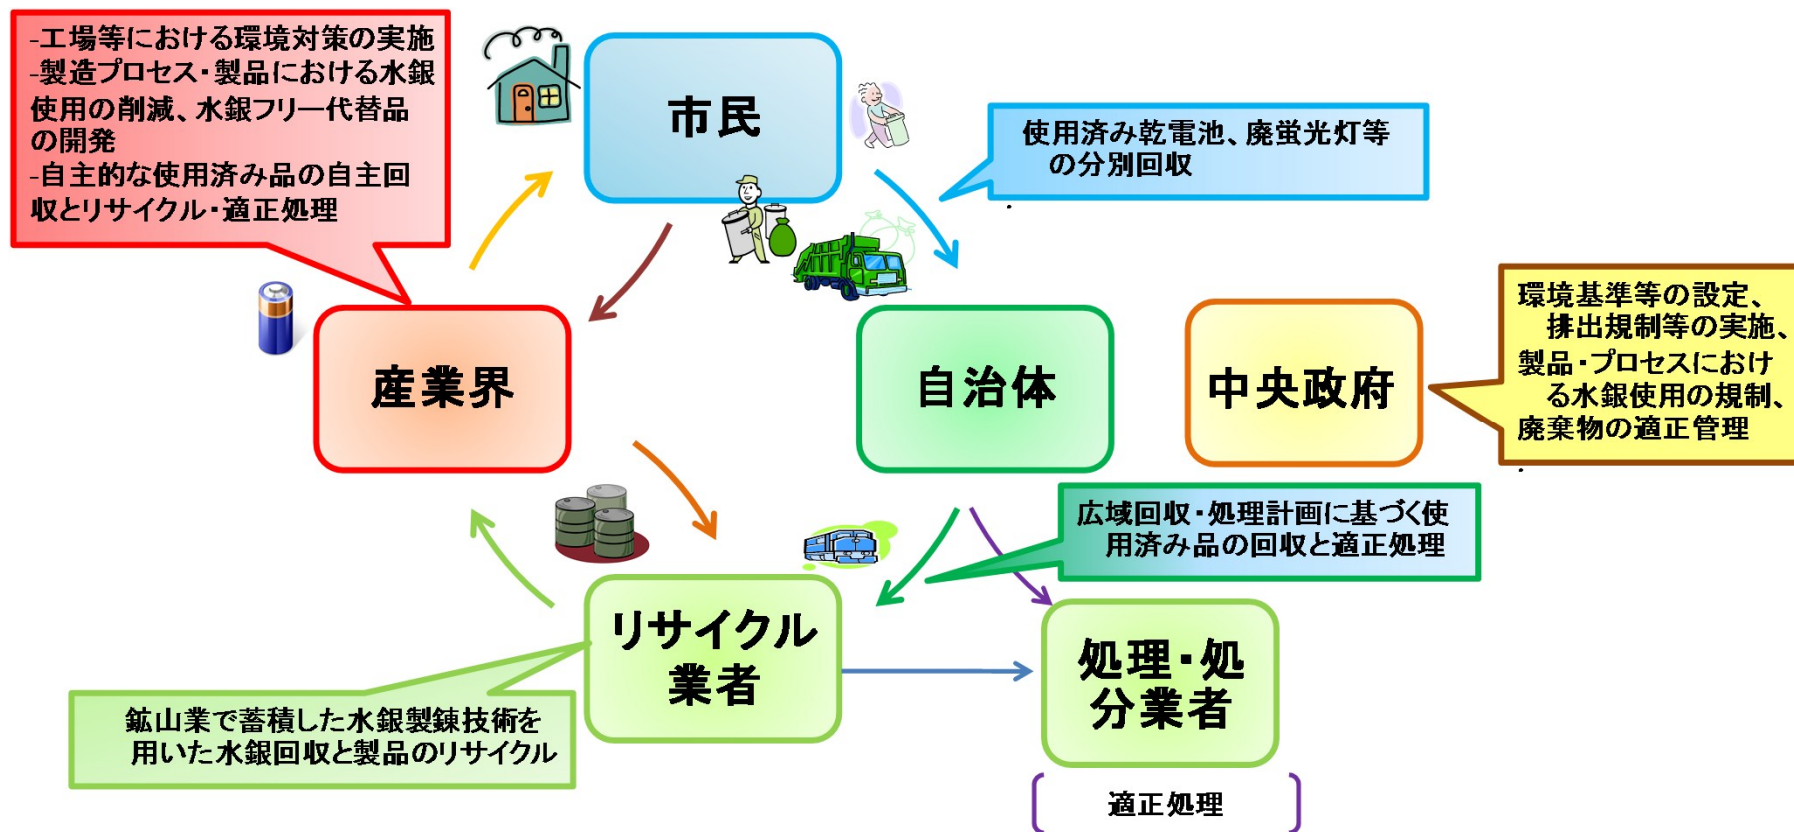 -工場等における環境対策の実施
-製造プロセス・製品における水銀
使用の削減、水銀フリー代替品
の開発
-自主的な使用済み品の自主回
収とリサイクル・適正処理
市民
使用済み乾電池、廃蛍光灯等
の分別回収
産業界
自治体
中央政府
環境基準等の設定、
排出規制等の実施、
製品・プロセスにおけ
る水銀使用の規制、
廃棄物の適正管理
広域回収・処理計画に基づく使
用済み品の回収と適正処理
リサイクル
業者
処理・処
分業者
鉱山業で蓄積した水銀製錬技術を
用いた水銀回収と製品のリサイクル
適正処理